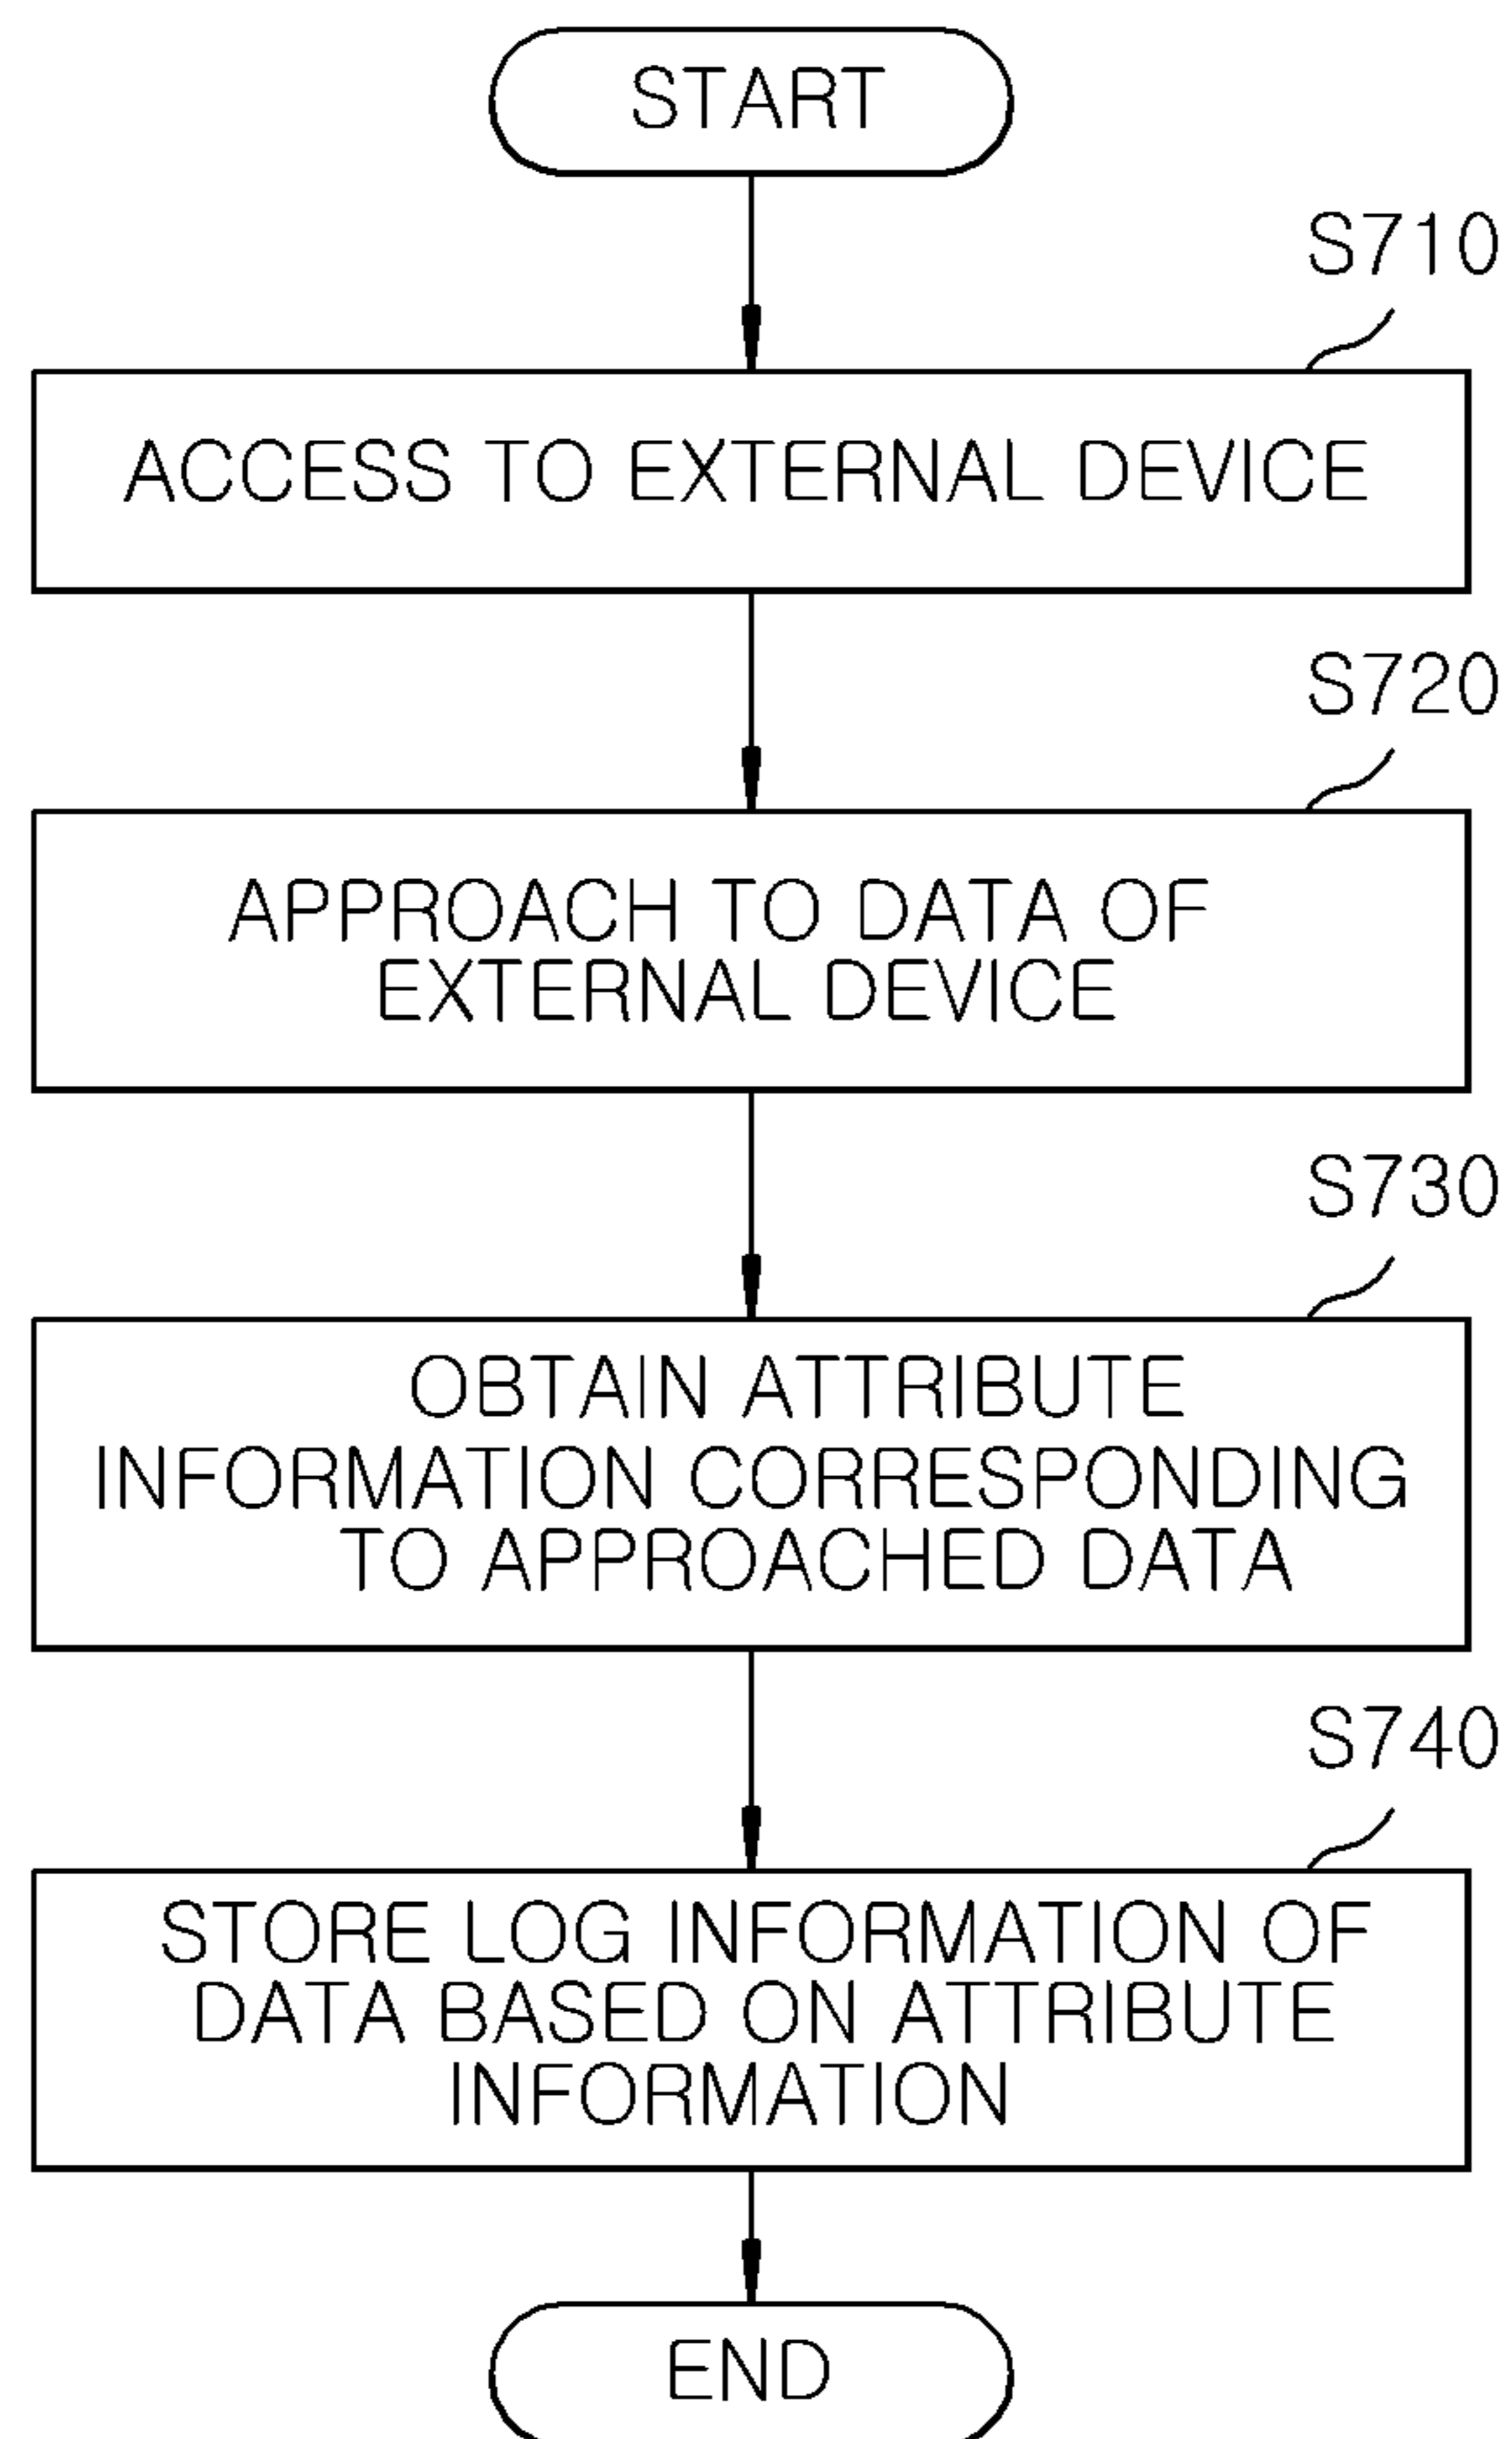 START
S710
ACCESS TO EXTERNAL DEVICE
S720
APPROACH TO DATA OF
EXTERNAL DEVICE
S730
OBTAIN ATTRIBUTE
INFORMATION CORRESPONDING
TO APPROACHED DATA
S740
STORE LOG INFORMATION OF
DATA BASED ON ATTRIBUTE
INFORMATION
END